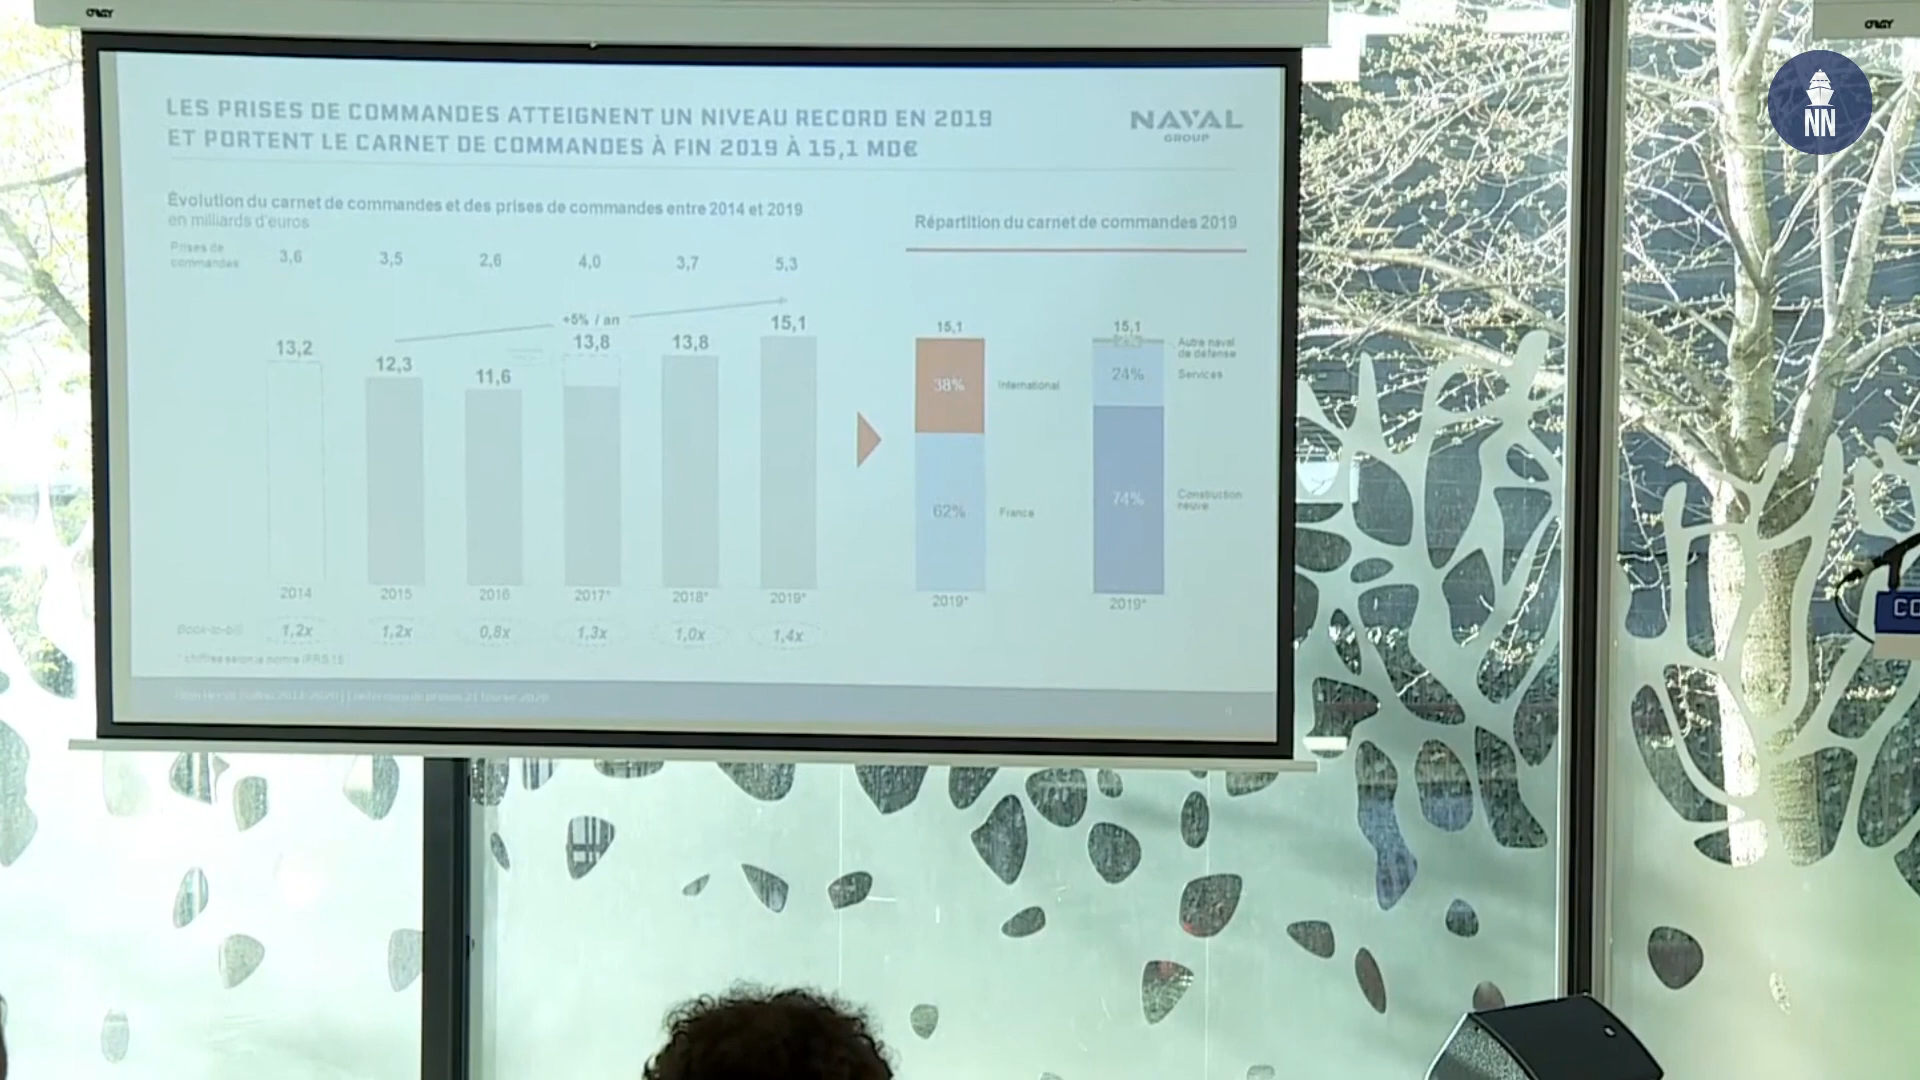 ORAY
ORAY
NN
LES PRISES DE COMMANDES ATTEIGNENT UN NIVEAU RECORD EN 2019
ET PORTENT LE CARNET DE COMMANDES À FIN 2019 À 15,1 MD€
NAVAL
GROUP
Évolution du carnet de commandes et des prises de commandes entre 2014 et 2019
en milliards d'euros
Répartition du carnet de commandes 2019
Prises de
commandes
3,6 3,5 2,6 4,0 3,7 5,3
+5% / an
13,2 12,3 11,6 13,8 13,8 15,1
2014 2015 2016 2017* 2018* 2019*
Book-to-bill 1,2x 1,2x 0,8x 1,3x 1,0x 1,4x
* chiffres selon la norme IFRS 15
15,1
38% International
62% France
2019*
15,1
Autre naval
de défense
24% Services
74% Construction
neuve
2019*
CO